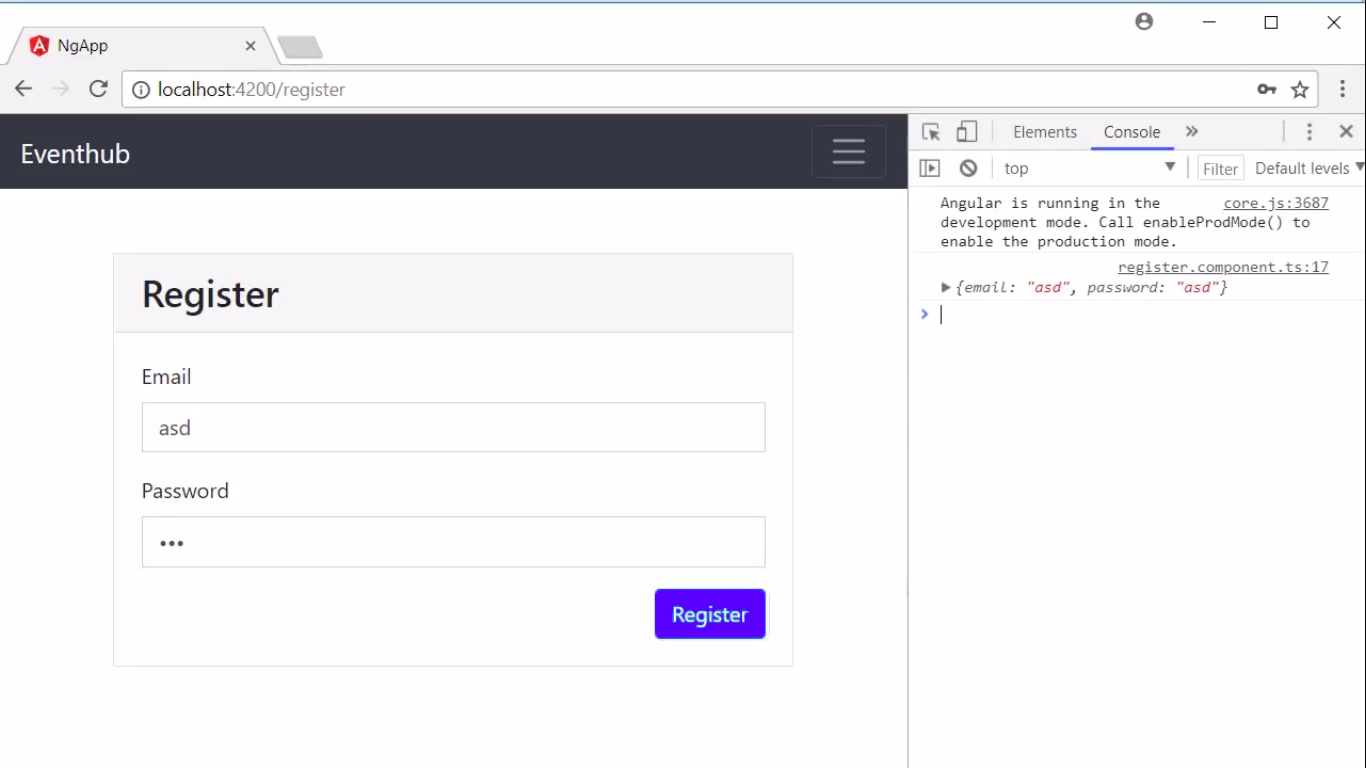 NgApp
localhost:4200/register
Eventhub
Register
Email
asd
Password
•••
Register
Elements Console »
top Filter Default levels
Angular is running in the core.js:3687
development mode. Call enableProdMode() to
enable the production mode.
register.component.ts:17
{email: "asd", password: "asd"}